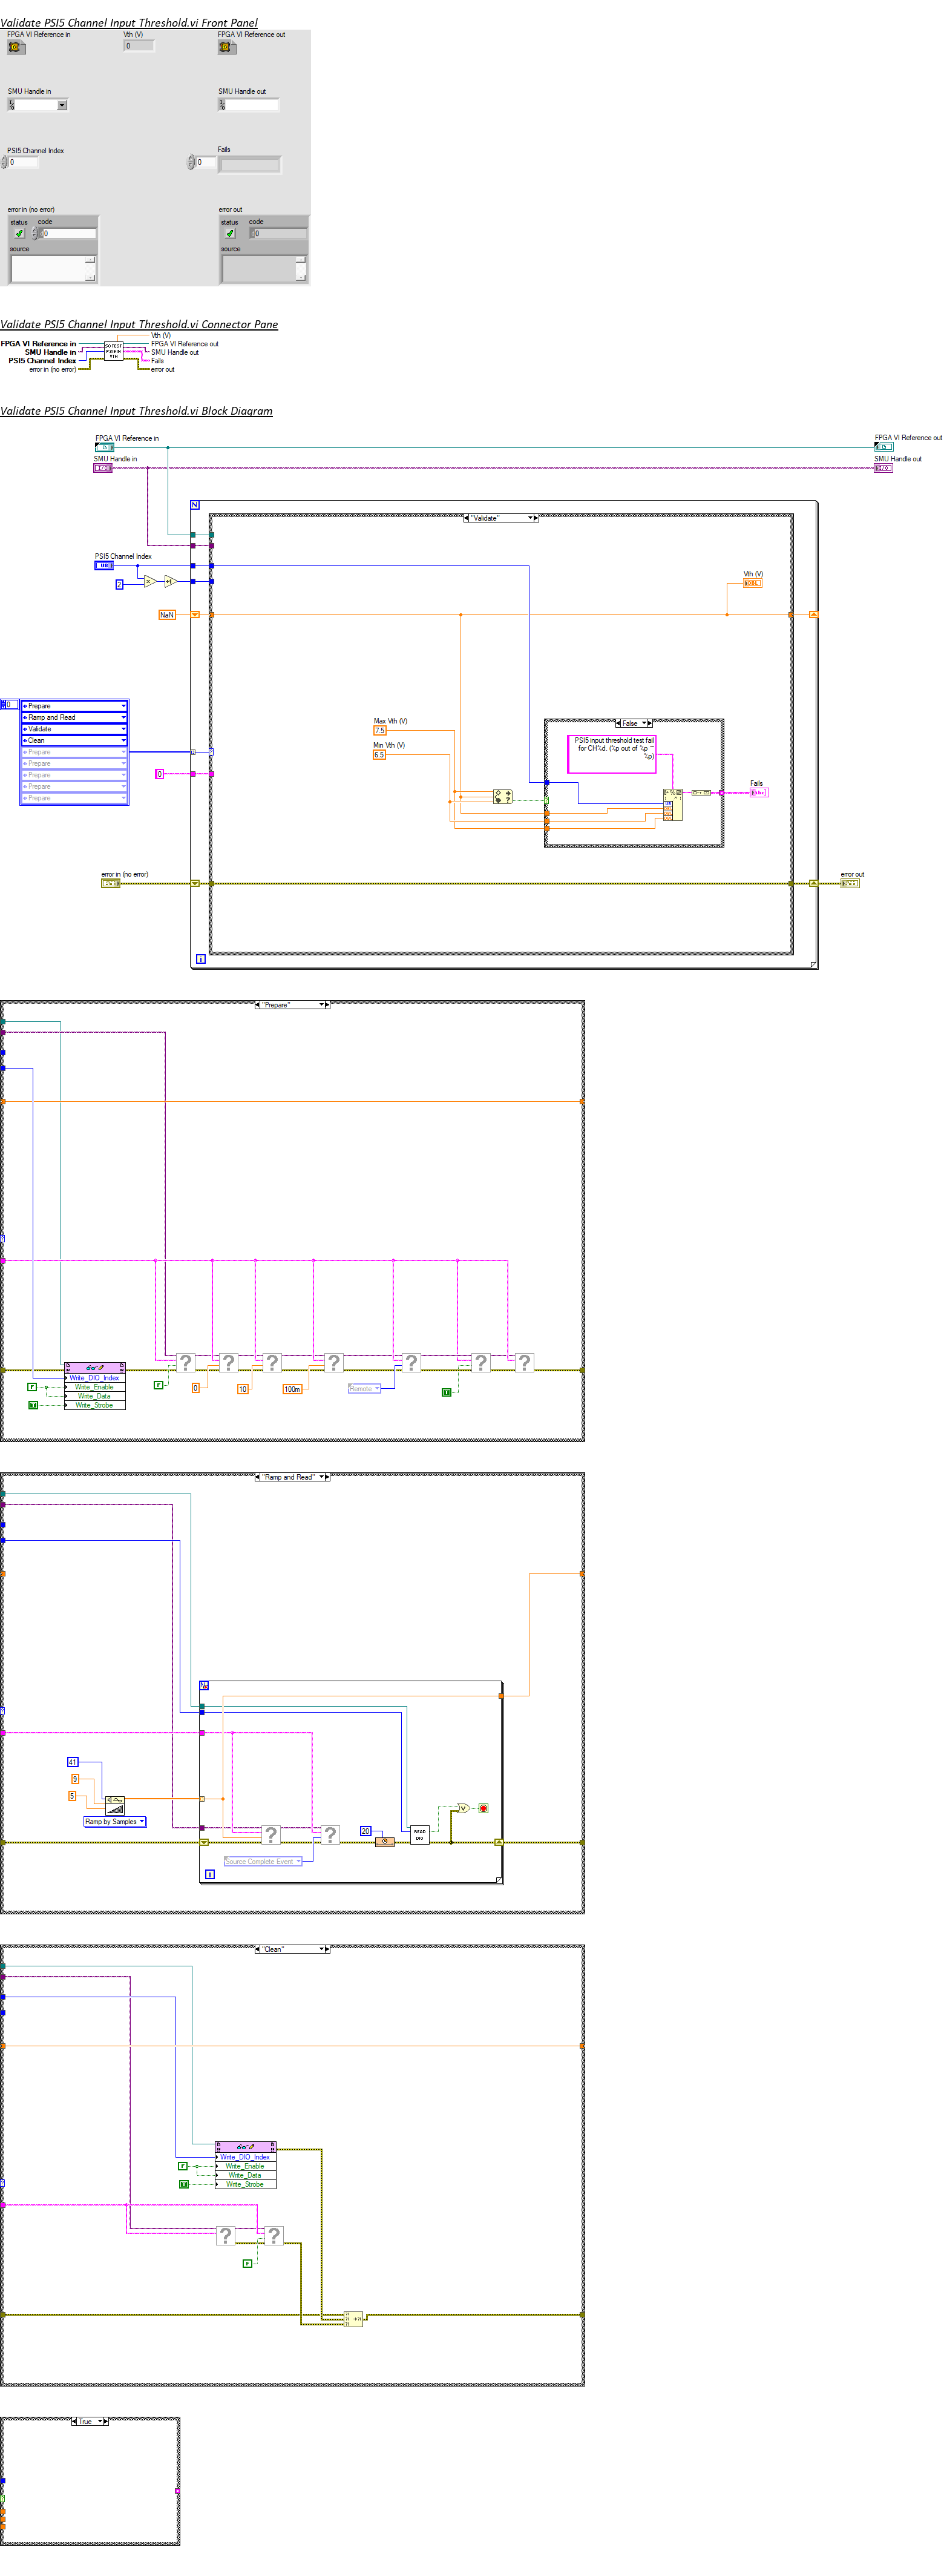 Validate PSI5 Channel Input Threshold.vi Front Panel
FPGA VI Reference in
Vth (V)
FPGA VI Reference out
0
SMU Handle in
SMU Handle out
PSI5 Channel Index
Fails
0
0
error in (no error)
error out
status code
status code
0
0
source
source
Validate PSI5 Channel Input Threshold.vi Connector Pane
Vth (V)
FPGA VI Reference in
FPGA VI Reference out
SMU Handle in
SMU Handle out
PSI5 Channel Index
Fails
error in (no error)
error out
Validate PSI5 Channel Input Threshold.vi Block Diagram
FPGA VI Reference in
FPGA VI Reference out
SMU Handle in
SMU Handle out
N
"Validate"
PSI5 Channel Index
U8
2
x
+1
Vth (V)
DBL
NaN
0
Prepare
Ramp and Read
Validate
Clean
Prepare
Prepare
Prepare
Prepare
Prepare
Max Vth (V)
7.5
Min Vth (V)
6.5
False
PSI5 input threshold test fail
for CH%d. (%p out of %p ~
%p)
Fails
abc
0
error in (no error)
error out
i
"Prepare"
Write_DIO_Index
Write_Enable
Write_Data
Write_Strobe
F
T
?
?
?
?
?
?
?
F
0
10
100m
Remote
T
"Ramp and Read"
N
41
9
5
Ramp by Samples
?
?
20
READ
DIO
V
Source Complete Event
i
"Clean"
Write_DIO_Index
Write_Enable
Write_Data
Write_Strobe
F
T
?
?
F
True